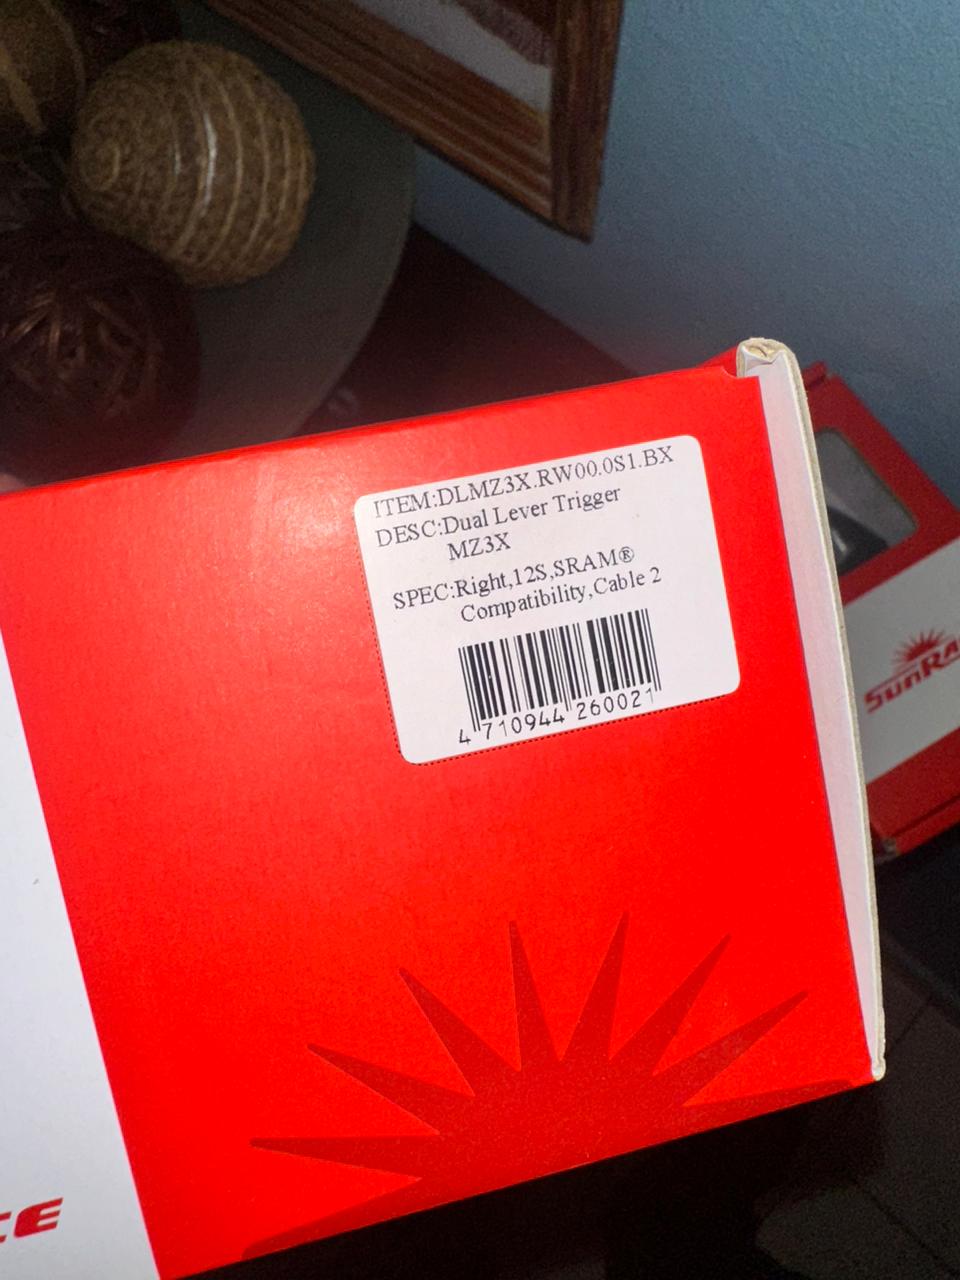 ITEM:DLMZ3X.RW00.0S1.BX
DESC:Dual Lever Trigger
MZ3X
SPEC:Right,12S,SRAM®
Compatibility,Cable 2
4 710944 260021